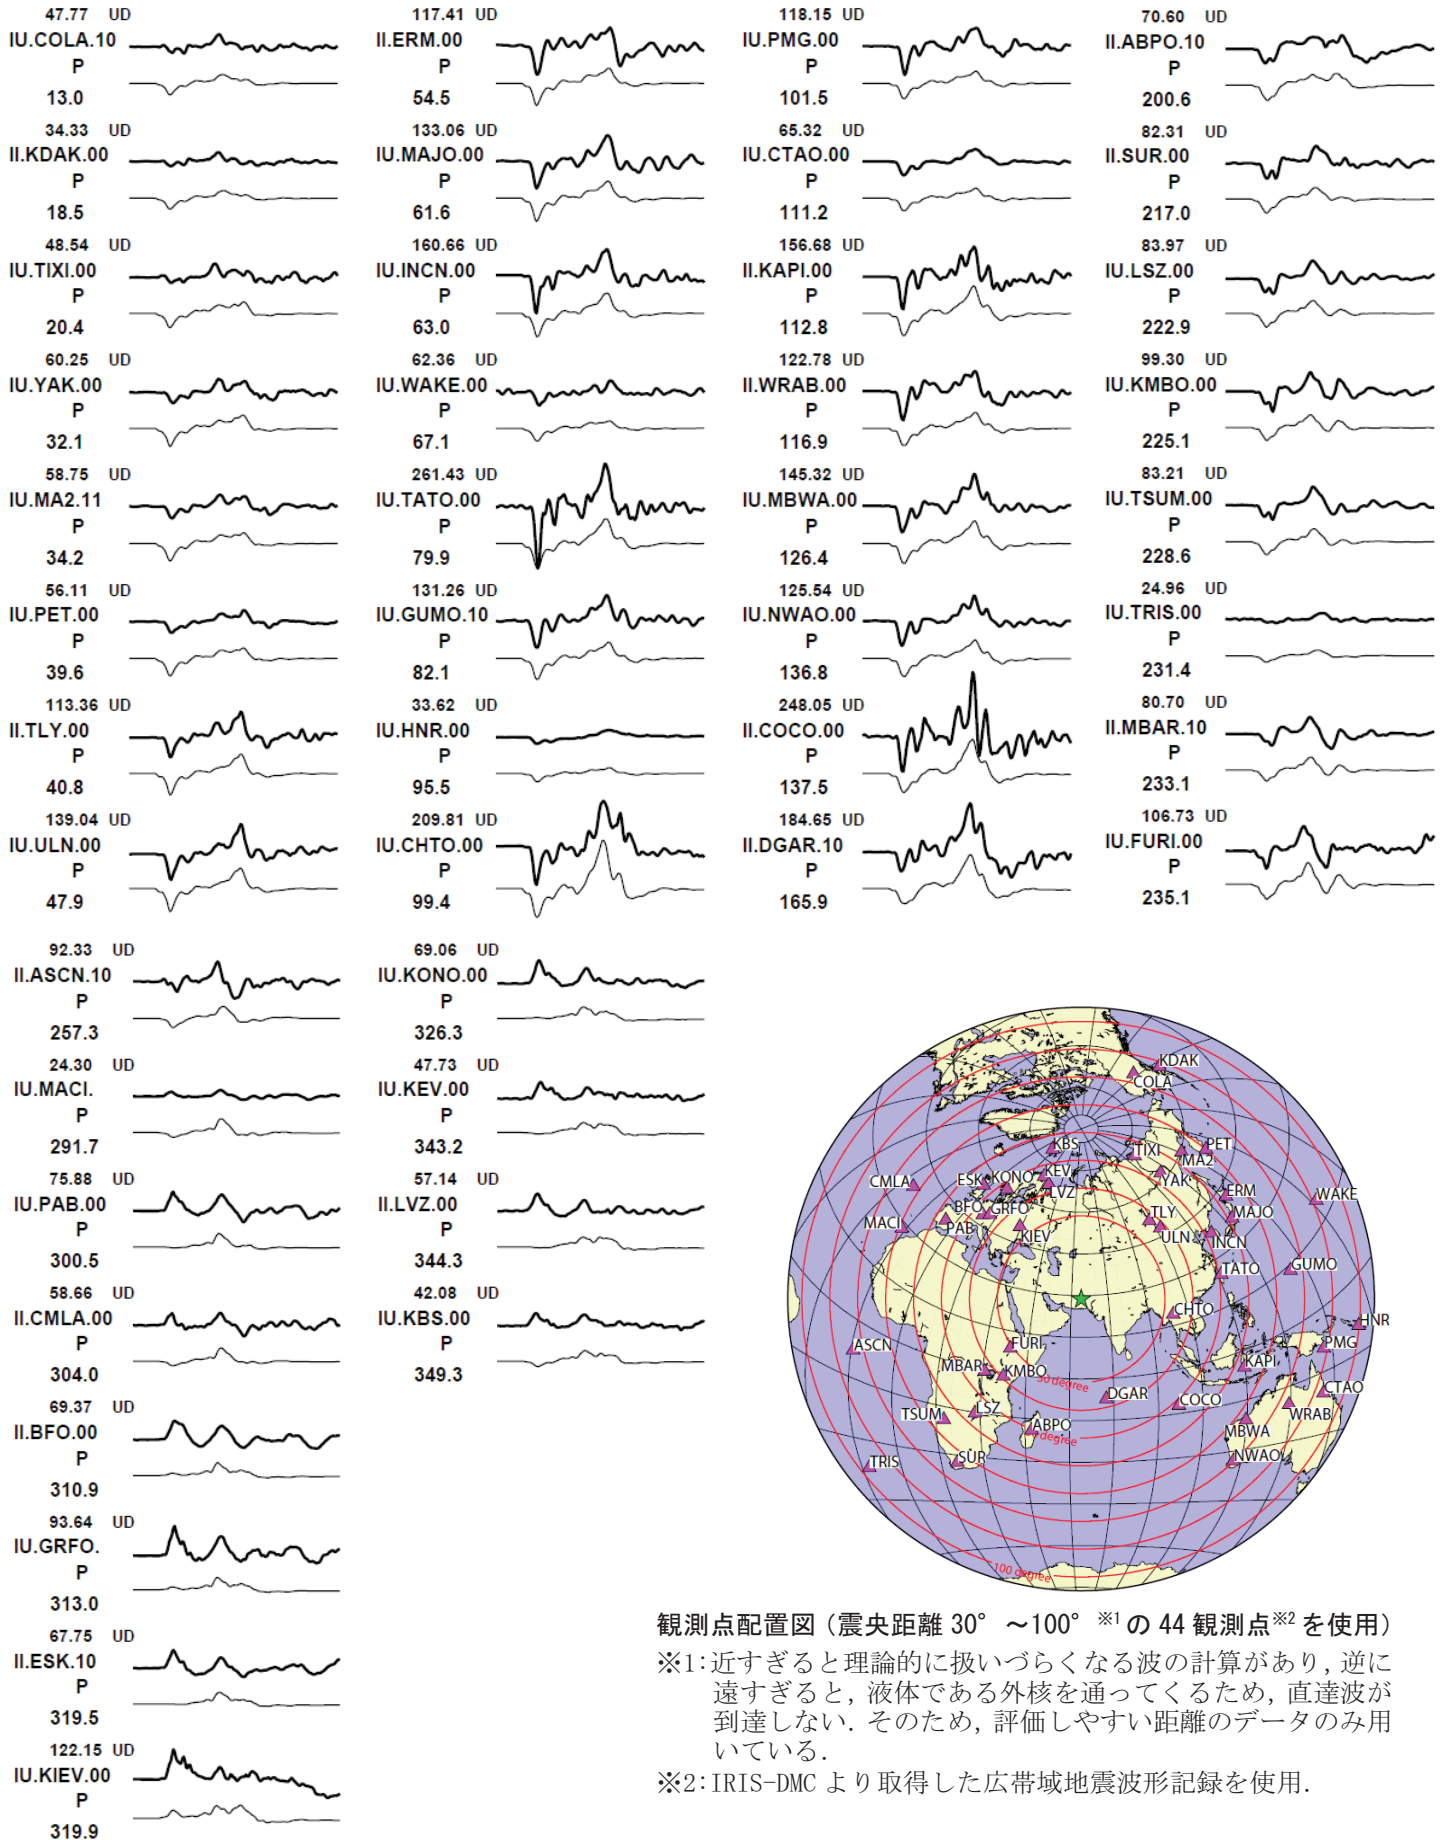 47.77 UD
IU.COLA.10
P
13.0
34.33 UD
II.KDAK.00
P
18.5
48.54 UD
IU.TIXI.00
P
20.4
60.25 UD
IU.YAK.00
P
32.1
58.75 UD
IU.MA2.11
P
34.2
56.11 UD
IU.PET.00
P
39.6
113.36 UD
II.TLY.00
P
40.8
139.04 UD
IU.ULN.00
P
47.9
117.41 UD
II.ERM.00
P
54.5
133.06 UD
IU.MAJO.00
P
61.6
160.66 UD
IU.INCN.00
P
63.0
62.36 UD
IU.WAKE.00
P
67.1
261.43 UD
IU.TATO.00
P
79.9
131.26 UD
IU.GUMO.10
P
82.1
33.62 UD
IU.HNR.00
P
95.5
209.81 UD
IU.CHTO.00
P
99.4
118.15 UD
IU.PMG.00
P
101.5
65.32 UD
IU.CTAO.00
P
111.2
156.68 UD
II.KAPI.00
P
112.8
122.78 UD
II.WRAB.00
P
116.9
145.32 UD
IU.MBWA.00
P
126.4
125.54 UD
IU.NWAO.00
P
136.8
248.05 UD
II.COCO.00
P
137.5
184.65 UD
II.DGAR.10
P
165.9
70.60 UD
II.ABPO.10
P
200.6
82.31 UD
II.SUR.00
P
217.0
83.97 UD
IU.LSZ.00
P
222.9
99.30 UD
IU.KMBO.00
P
225.1
83.21 UD
IU.TSUM.00
P
228.6
24.96 UD
IU.TRIS.00
P
231.4
80.70 UD
II.MBAR.10
P
233.1
106.73 UD
IU.FURI.00
P
235.1
92.33 UD
II.ASCN.10
P
257.3
24.30 UD
IU.MACI.
P
291.7
75.88 UD
IU.PAB.00
P
300.5
58.66 UD
II.CMLA.00
P
304.0
69.37 UD
II.BFO.00
P
310.9
93.64 UD
IU.GRFO.
P
313.0
67.75 UD
II.ESK.10
P
319.5
122.15 UD
IU.KIEV.00
P
319.9
69.06 UD
IU.KONO.00
P
326.3
47.73 UD
IU.KEV.00
P
343.2
57.14 UD
II.LVZ.00
P
344.3
42.08 UD
IU.KBS.00
P
349.3
KDAK
COLA
KBS
TIXI
PET
MA2
CMLA
ESK
KONO
KEV
LVZ
YAK
ERM
WAKE
BFO
GRFO
TLY
MAJO
MACI
PAB
KIEV
ULN
INCN
TATO
GUMO
CHTO
HNR
ASCN
FURI
PMG
MBAR
KMBO
KAPI
30 degree
DGAR
COCO
CTAO
TSUM
LSZ
ABPO
WRAB
degree
MBWA
TRIS
SUR
NWAO
100 degree
観測点配置図（震央距離 30° ～100° ※1 の 44 観測点※2 を使用）
※1:近すぎると理論的に扱いづらくなる波の計算があり, 逆に
遠すぎると, 液体である外核を通ってくるため, 直達波が
到達しない. そのため, 評価しやすい距離のデータのみ用
いている.
※2:IRIS-DMC より取得した広帯域地震波形記録を使用.